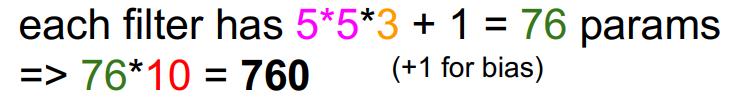 each filter has 5*5*3 + 1 = 76 params
=> 76*10 = 760 (+1 for bias)